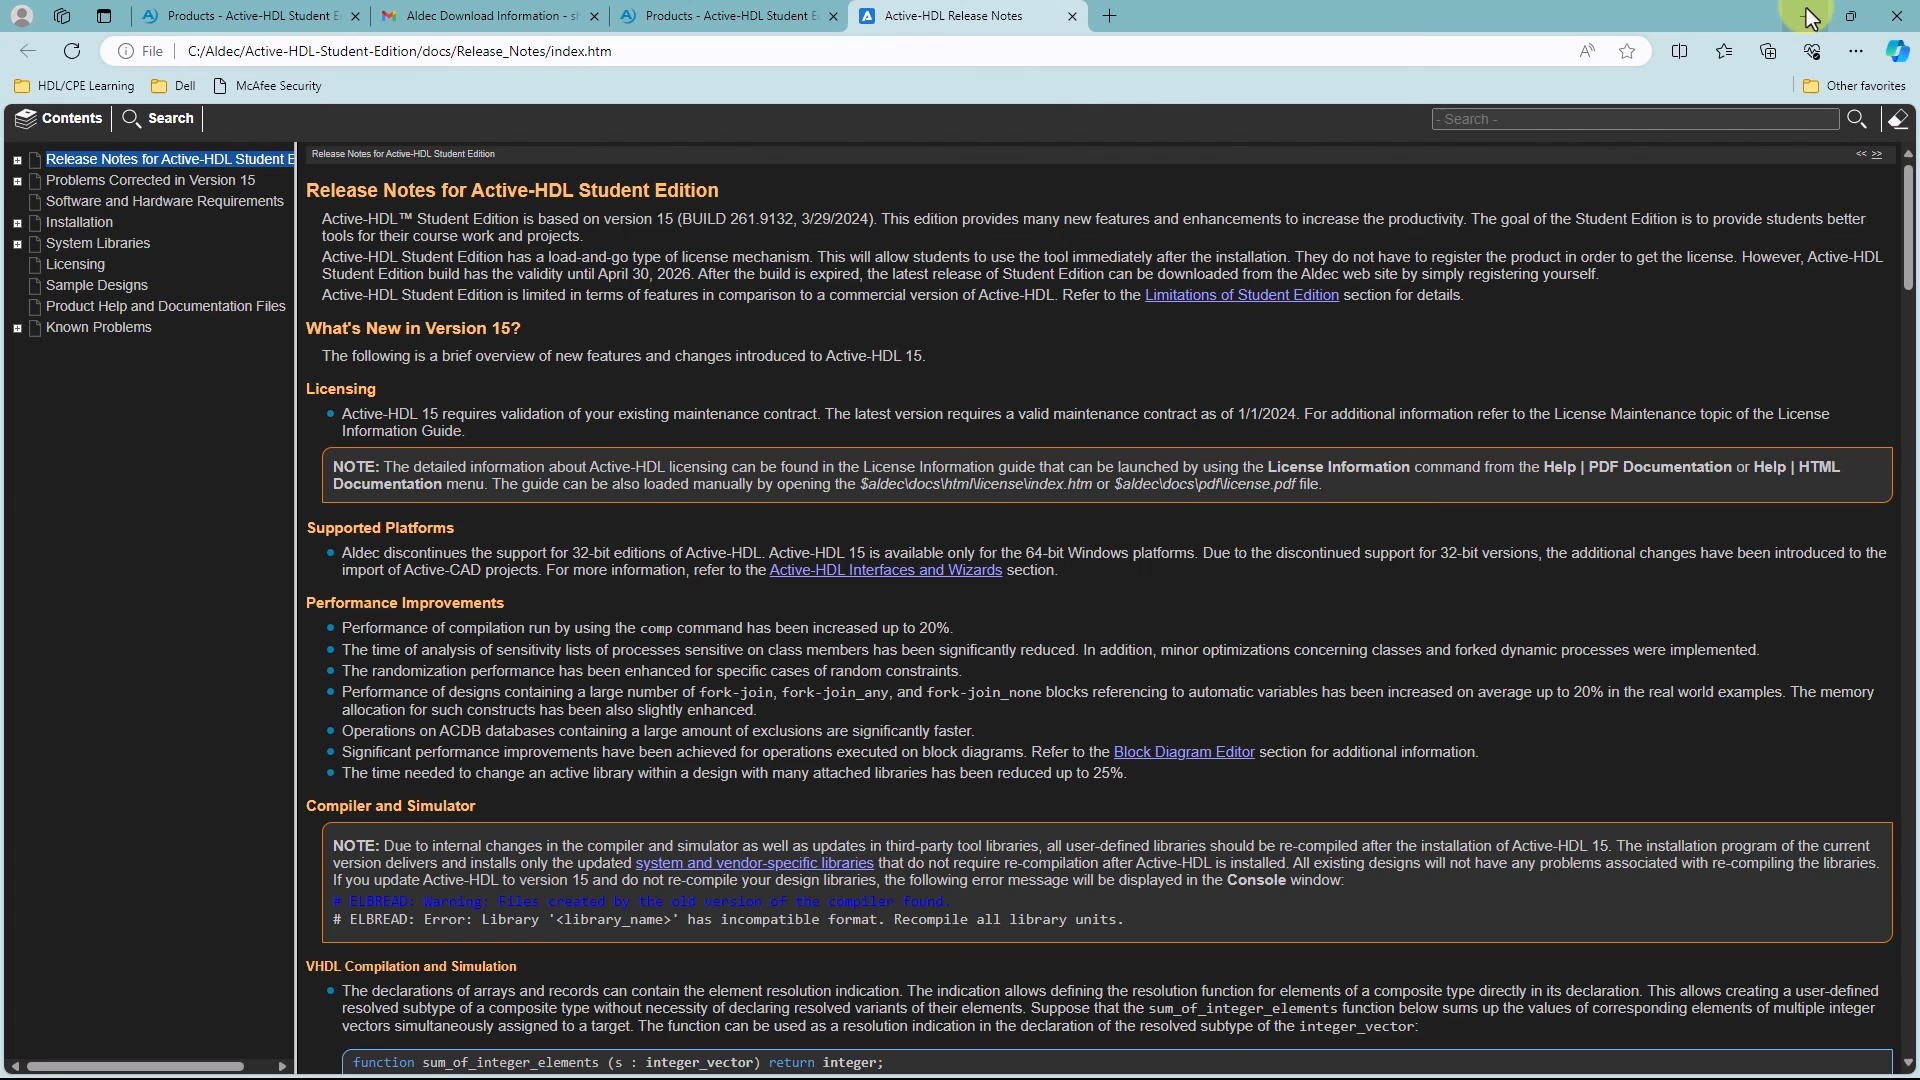 Products - Active-HDL Student E
Aldec Download Information - s
Products - Active-HDL Student E
Active-HDL Release Notes
File
C:/Aldec/Active-HDL-Student-Edition/docs/Release_Notes/index.htm
HDL/CPE Learning
Dell
McAfee Security
Other favorites
Contents
Search
- Search -
Release Notes for Active-HDL Student E
Problems Corrected in Version 15
Software and Hardware Requirements
Installation
System Libraries
Licensing
Sample Designs
Product Help and Documentation Files
Known Problems
Release Notes for Active-HDL Student Edition
<< >>
Release Notes for Active-HDL Student Edition
Active-HDL™ Student Edition is based on version 15 (BUILD 261.9132, 3/29/2024). This edition provides many new features and enhancements to increase the productivity. The goal of the Student Edition is to provide students better
tools for their course work and projects.
Active-HDL Student Edition has a load-and-go type of license mechanism. This will allow students to use the tool immediately after the installation. They do not have to register the product in order to get the license. However, Active-HDL
Student Edition build has the validity until April 30, 2026. After the build is expired, the latest release of Student Edition can be downloaded from the Aldec web site by simply registering yourself.
Active-HDL Student Edition is limited in terms of features in comparison to a commercial version of Active-HDL. Refer to the Limitations of Student Edition section for details.
What's New in Version 15?
The following is a brief overview of new features and changes introduced to Active-HDL 15.
Licensing
Active-HDL 15 requires validation of your existing maintenance contract. The latest version requires a valid maintenance contract as of 1/1/2024. For additional information refer to the License Maintenance topic of the License
Information Guide.
NOTE: The detailed information about Active-HDL licensing can be found in the License Information guide that can be launched by using the License Information command from the Help | PDF Documentation or Help | HTML
Documentation menu. The guide can be also loaded manually by opening the $aldec\docs\html\license\index.htm or $aldec\docs\pdf\license.pdf file.
Supported Platforms
Aldec discontinues the support for 32-bit editions of Active-HDL. Active-HDL 15 is available only for the 64-bit Windows platforms. Due to the discontinued support for 32-bit versions, the additional changes have been introduced to the
import of Active-CAD projects. For more information, refer to the Active-HDL Interfaces and Wizards section.
Performance Improvements
Performance of compilation run by using the comp command has been increased up to 20%.
The time of analysis of sensitivity lists of processes sensitive on class members has been significantly reduced. In addition, minor optimizations concerning classes and forked dynamic processes were implemented.
The randomization performance has been enhanced for specific cases of random constraints.
Performance of designs containing a large number of fork-join, fork-join_any, and fork-join_none blocks referencing to automatic variables has been increased on average up to 20% in the real world examples. The memory
allocation for such constructs has been also slightly enhanced.
Operations on ACDB databases containing a large amount of exclusions are significantly faster.
Significant performance improvements have been achieved for operations executed on block diagrams. Refer to the Block Diagram Editor section for additional information.
The time needed to change an active library within a design with many attached libraries has been reduced up to 25%.
Compiler and Simulator
NOTE: Due to internal changes in the compiler and simulator as well as updates in third-party tool libraries, all user-defined libraries should be re-compiled after the installation of Active-HDL 15. The installation program of the current
version delivers and installs only the updated system and vendor-specific libraries that do not require re-compilation after Active-HDL is installed. All existing designs will not have any problems associated with re-compiling the libraries.
If you update Active-HDL to version 15 and do not re-compile your design libraries, the following error message will be displayed in the Console window:
# ELBREAD: Warning: Files created by the old version of the compiler found.
# ELBREAD: Error: Library '<library_name>' has incompatible format. Recompile all library units.
VHDL Compilation and Simulation
The declarations of arrays and records can contain the element resolution indication. The indication allows defining the resolution function for elements of a composite type directly in its declaration. This allows creating a user-defined
resolved subtype of a composite type without necessity of declaring resolved variants of their elements. Suppose that the sum_of_integer_elements function below sums up the values of corresponding elements of multiple integer
vectors simultaneously assigned to a target. The function can be used as a resolution indication in the declaration of the resolved subtype of the integer_vector:
function sum_of_integer_elements (s : integer_vector) return integer;